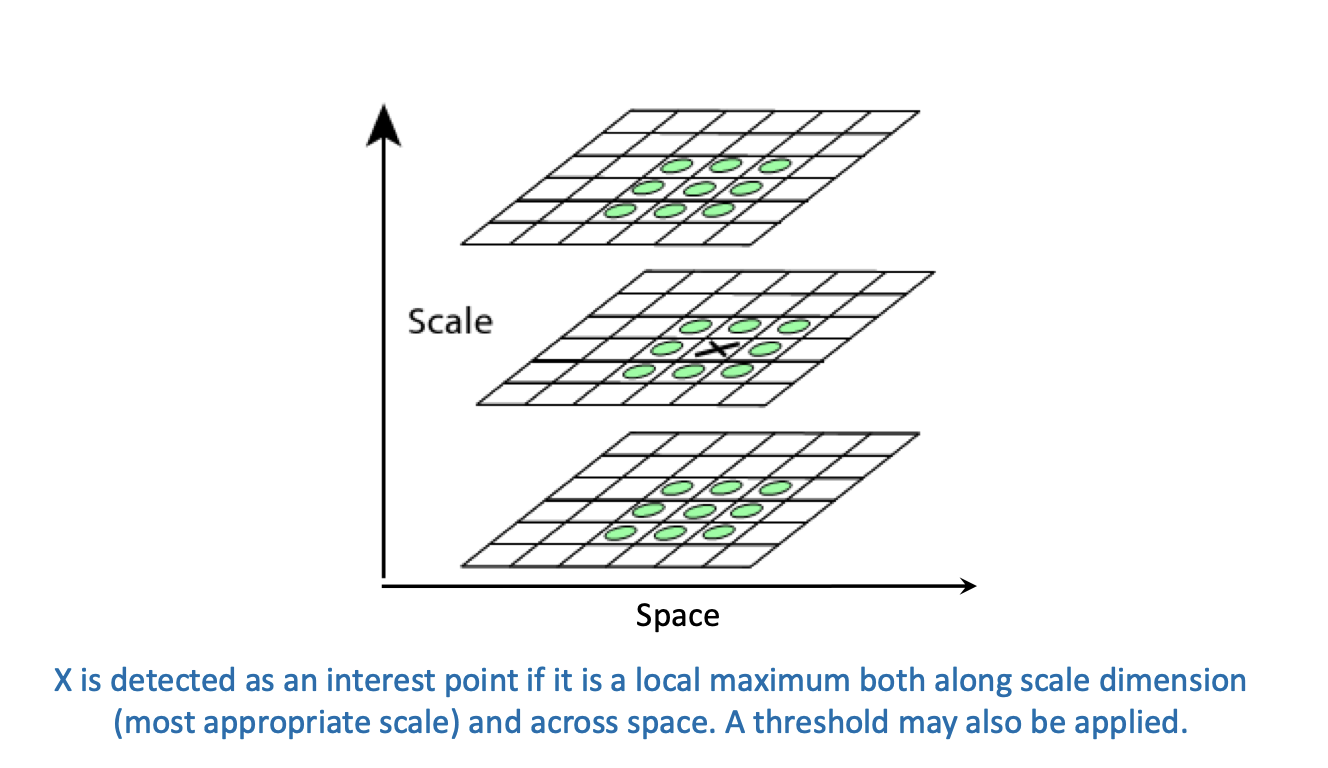 Scale
Space
X is detected as an interest point if it is a local maximum both along scale dimension
(most appropriate scale) and across space. A threshold may also be applied.